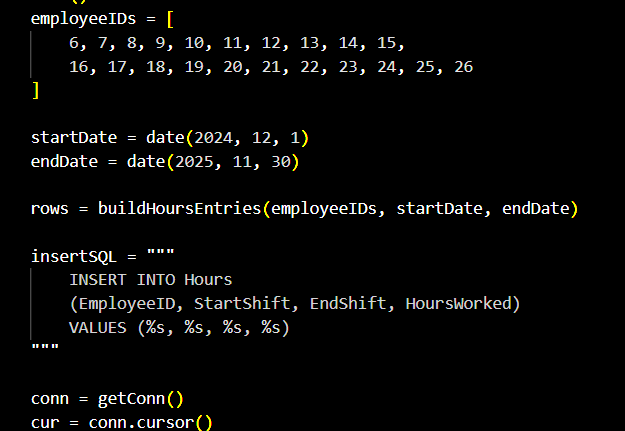 employeeIDs = [
    6, 7, 8, 9, 10, 11, 12, 13, 14, 15,
    16, 17, 18, 19, 20, 21, 22, 23, 24, 25, 26
]
startDate = date(2024, 12, 1)
endDate = date(2025, 11, 30)
rows = buildHoursEntries(employeeIDs, startDate, endDate)
insertSQL = """
    INSERT INTO Hours
    (EmployeeID, StartShift, EndShift, HoursWorked)
    VALUES (%s, %s, %s, %s)
"""
conn = getConn()
cur = conn.cursor()